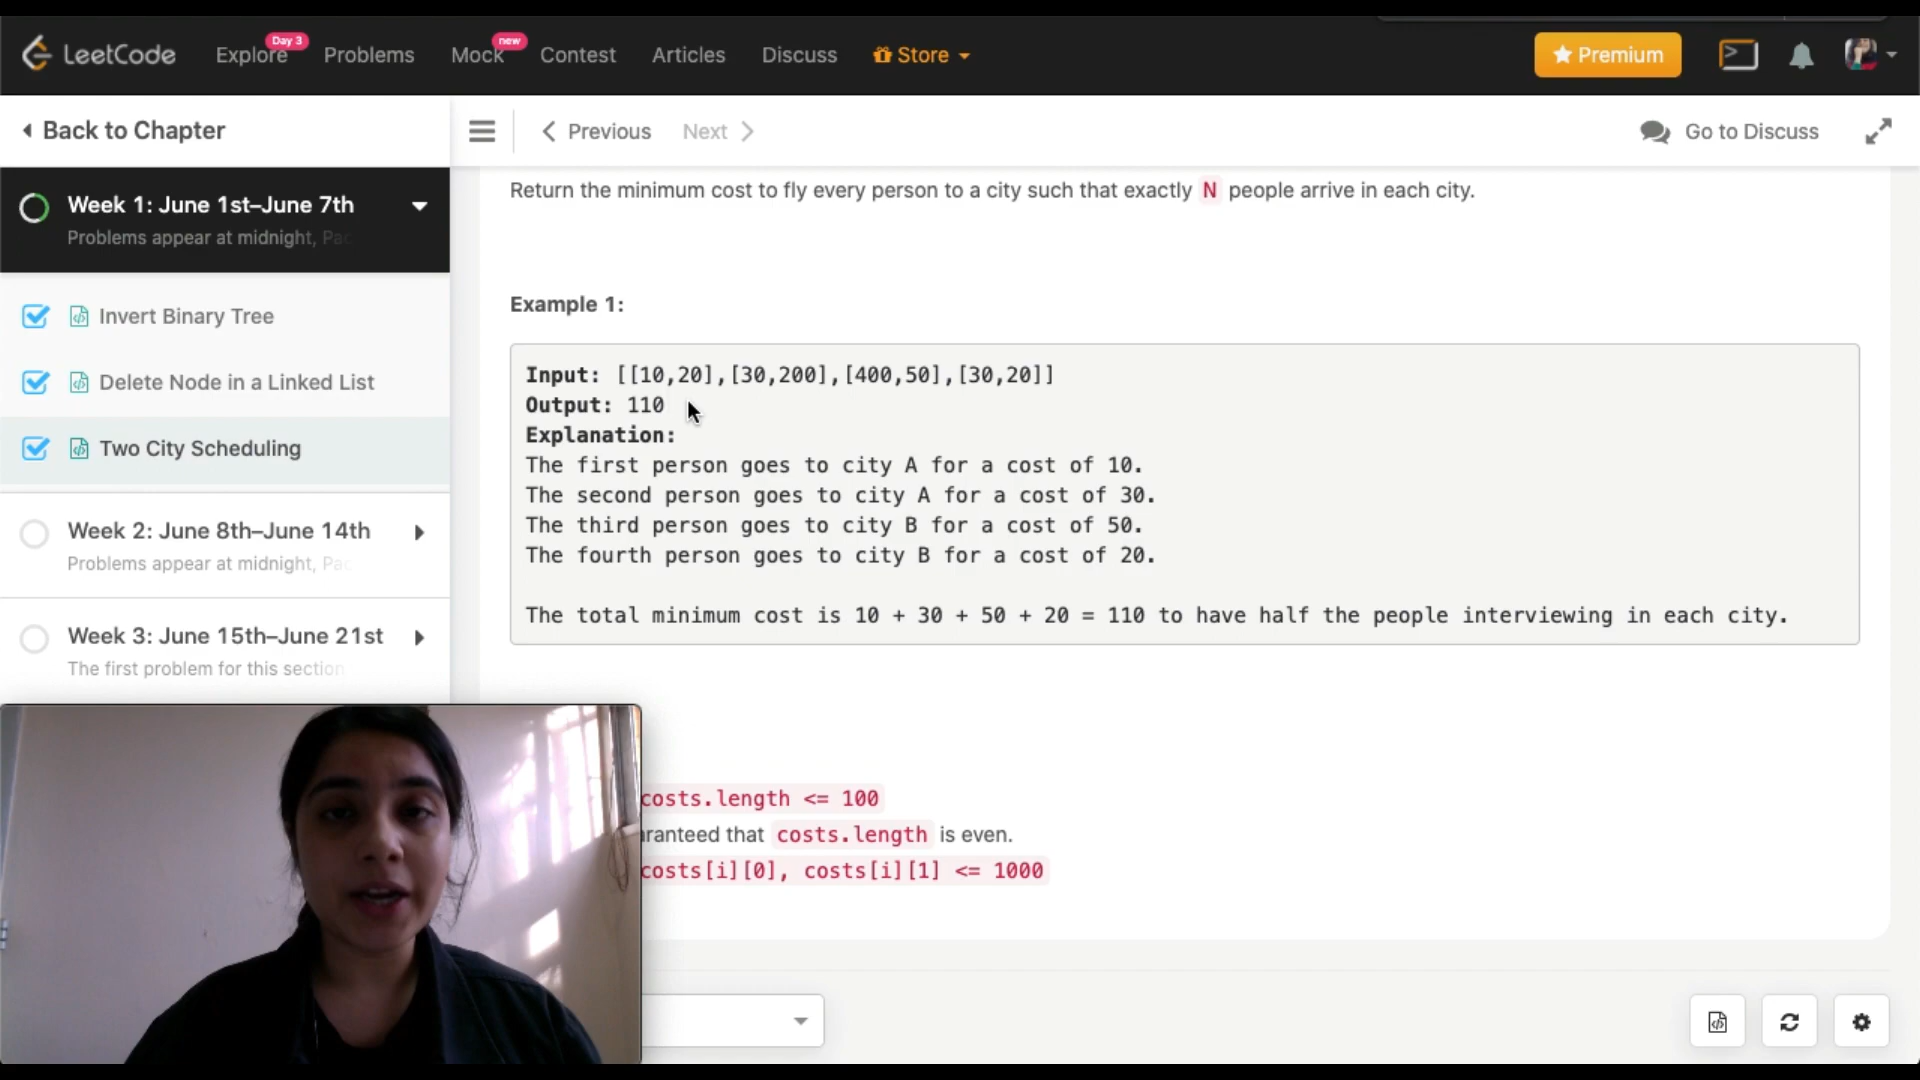 LeetCode
Explore
Day 3
Problems
Mock
new
Contest
Articles
Discuss
Store
Premium
Back to Chapter
Previous
Next
Go to Discuss
Week 1: June 1st–June 7th
Problems appear at midnight, Pac
Invert Binary Tree
Delete Node in a Linked List
Two City Scheduling
Week 2: June 8th–June 14th
Problems appear at midnight, Pac
Week 3: June 15th–June 21st
The first problem for this section
Return the minimum cost to fly every person to a city such that exactly N people arrive in each city.
Example 1:
Input: [[10,20],[30,200],[400,50],[30,20]]
Output: 110
Explanation:
The first person goes to city A for a cost of 10.
The second person goes to city A for a cost of 30.
The third person goes to city B for a cost of 50.
The fourth person goes to city B for a cost of 20.
The total minimum cost is 10 + 30 + 50 + 20 = 110 to have half the people interviewing in each city.
costs.length <= 100
aranteed that costs.length is even.
costs[i][0], costs[i][1] <= 1000